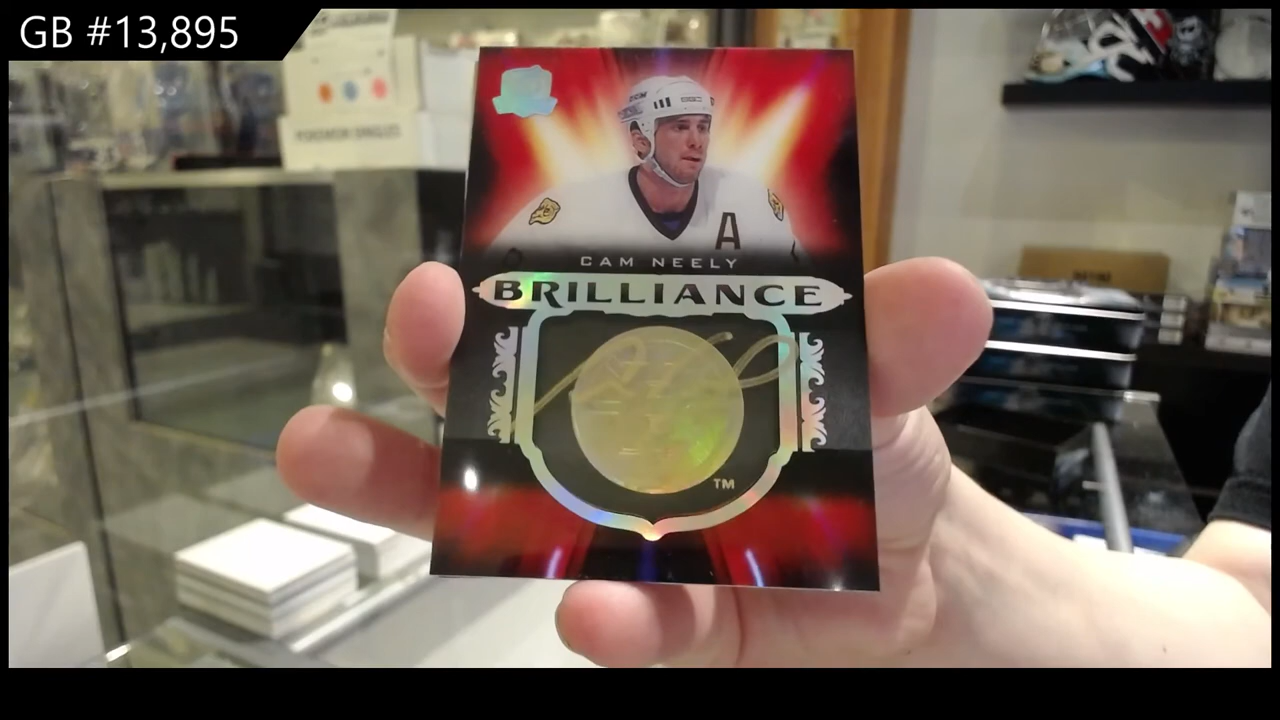 GB #13,895
POKEMON SINGLES
A
CAM NEELY
BRILLIANCE
TM